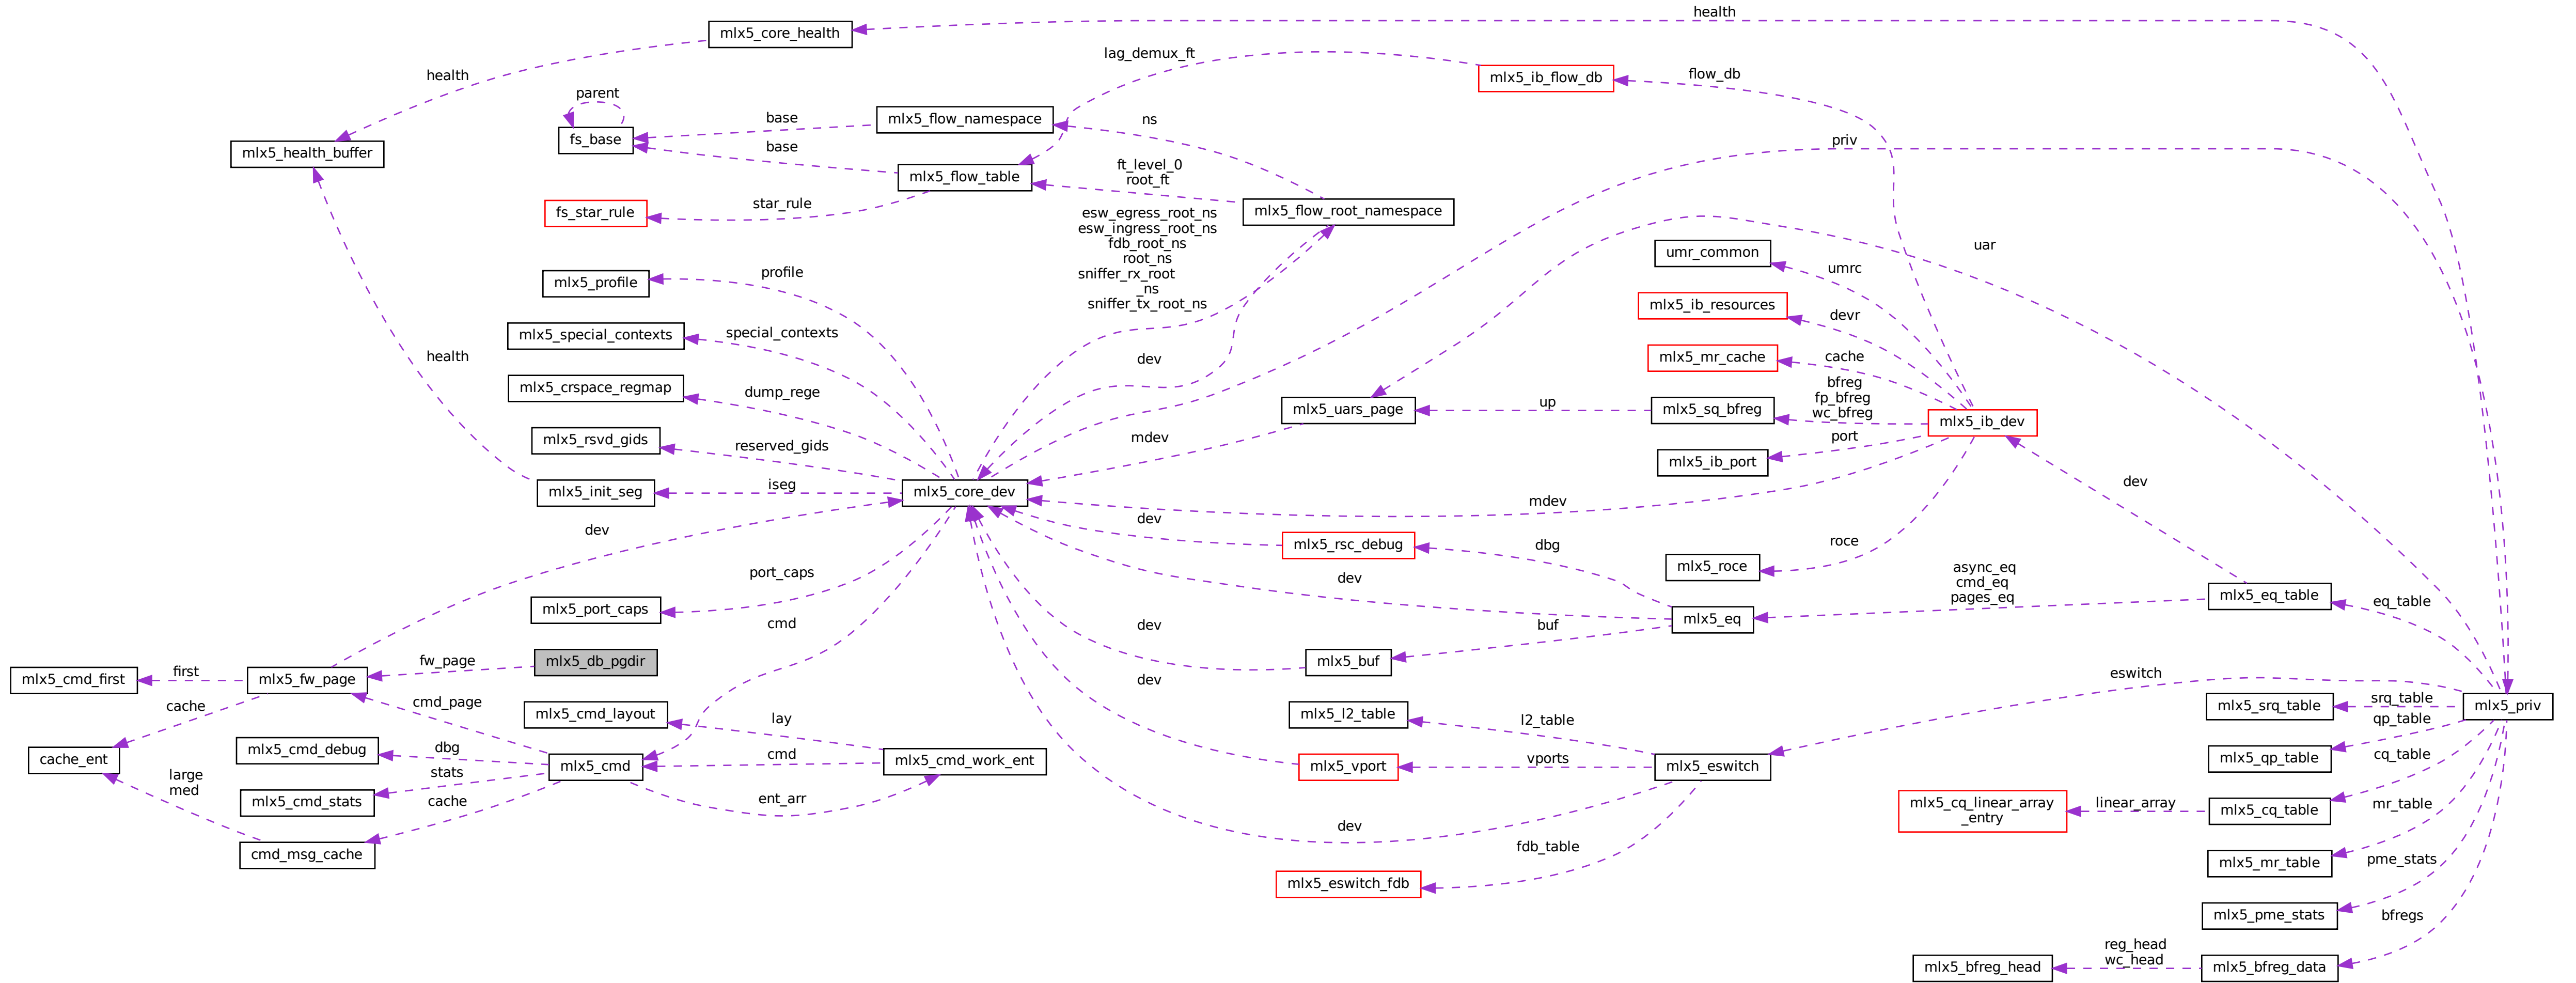 health
mlx5_core_health
lag_demux_ft
health
mlx5_ib_flow_db
flow_db
parent
mlx5_flow_namespace
base
ns
fs_base
priv
base
mlx5_health_buffer
ft_level_0
root_ft
mlx5_flow_table
star_rule
fs_star_rule
mlx5_flow_root_namespace
esw_egress_root_ns
esw_ingress_root_ns
fdb_root_ns
root_ns
sniffer_rx_root
_ns
sniffer_tx_root_ns
uar
umr_common
umrc
profile
mlx5_profile
mlx5_ib_resources
devr
special_contexts
mlx5_special_contexts
health
dev
mlx5_mr_cache
cache
mlx5_crspace_regmap
dump_rege
bfreg
fp_bfreg
wc_bfreg
up
mlx5_uars_page
mlx5_sq_bfreg
mlx5_ib_dev
mlx5_rsvd_gids
reserved_gids
mdev
port
mlx5_ib_port
mlx5_init_seg
iseg
mlx5_core_dev
mdev
dev
dev
dev
mlx5_rsc_debug
dbg
roce
mlx5_roce
port_caps
dev
async_eq
cmd_eq
pages_eq
mlx5_eq_table
eq_table
mlx5_port_caps
cmd
dev
buf
mlx5_eq
mlx5_db_pgdir
fw_page
mlx5_buf
mlx5_cmd_first
first
mlx5_fw_page
dev
eswitch
cache
cmd_page
mlx5_cmd_layout
lay
mlx5_l2_table
l2_table
mlx5_srq_table
srq_table
mlx5_priv
qp_table
cache_ent
mlx5_cmd_debug
dbg
mlx5_cmd
cmd
mlx5_cmd_work_ent
mlx5_vport
vports
mlx5_eswitch
mlx5_qp_table
cq_table
large
med
stats
mlx5_cmd_stats
cache
ent_arr
mlx5_cq_linear_array
_entry
linear_array
mlx5_cq_table
mr_table
dev
cmd_msg_cache
fdb_table
mlx5_eswitch_fdb
mlx5_mr_table
pme_stats
mlx5_pme_stats
bfregs
reg_head
wc_head
mlx5_bfreg_head
mlx5_bfreg_data